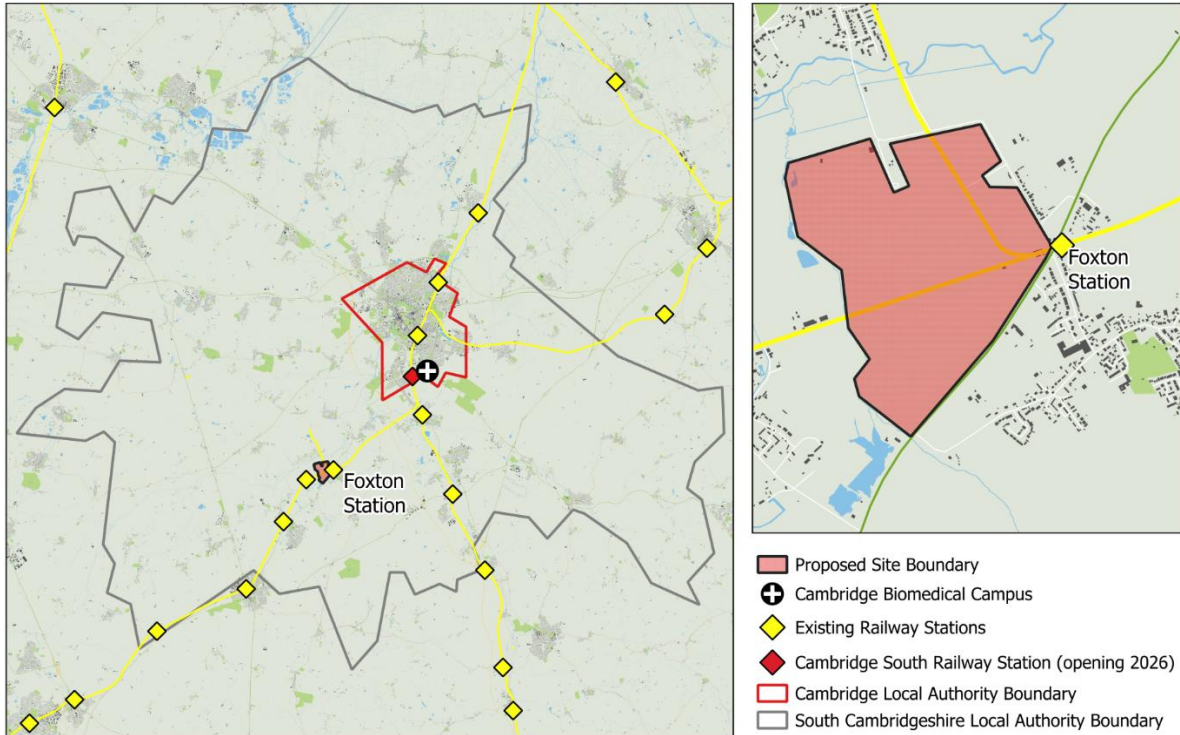 Foxton
Station
Foxton
Station
Proposed Site Boundary
Cambridge Biomedical Campus
Existing Railway Stations
Cambridge South Railway Station (opening 2026)
Cambridge Local Authority Boundary
South Cambridgeshire Local Authority Boundary